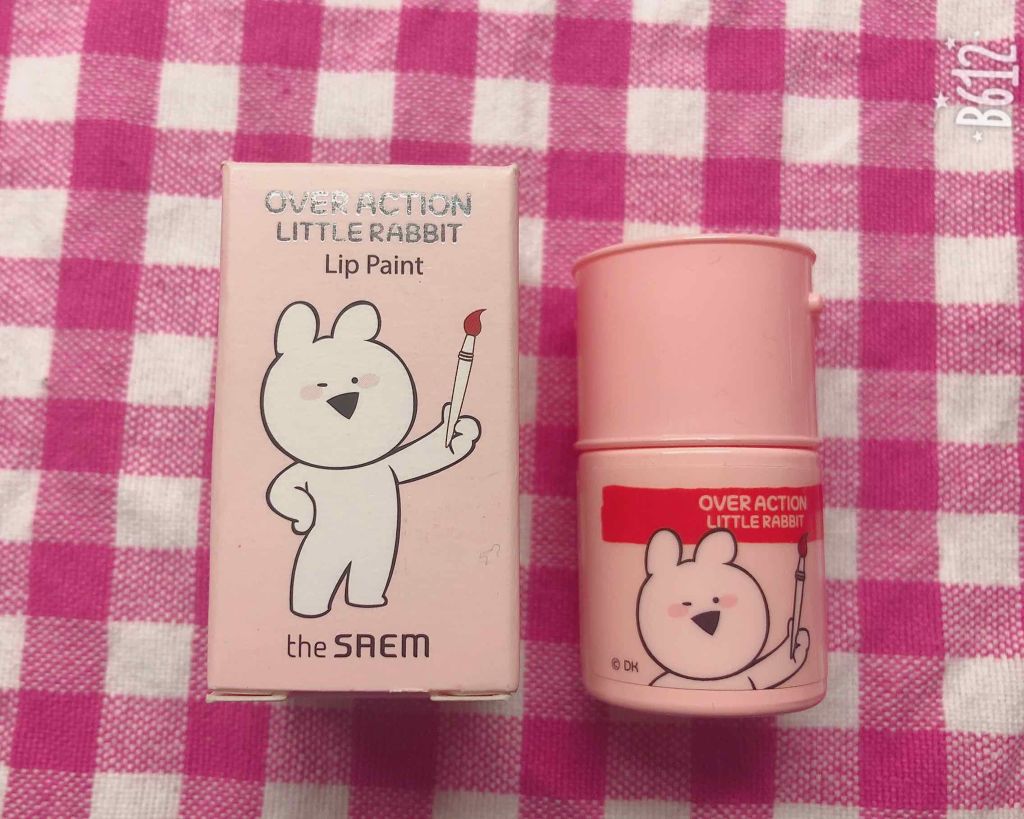 OVER ACTION
LITTLE RABBIT
Lip Paint
the SAEM
OVER ACTION
LITTLE RABBIT
© DK
B612